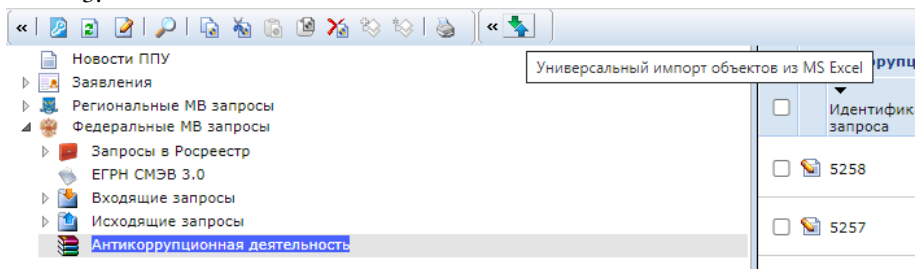 Новости ППУ
Универсальный импорт объектов из MS Excel
Заявления
Региональные МВ запросы
Федеральные МВ запросы
Идентифик
запроса
Запросы в Росреестр
ЕГРН СМЭВ 3.0
5258
Входящие запросы
Исходящие запросы
5257
Антикоррупционная деятельность